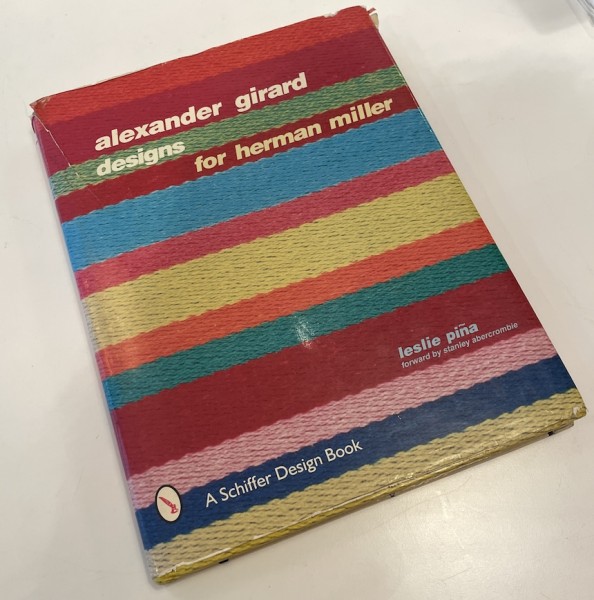 alexander girard
designs for herman miller
leslie piña
forward by stanley abercrombie
A Schiffer Design Book